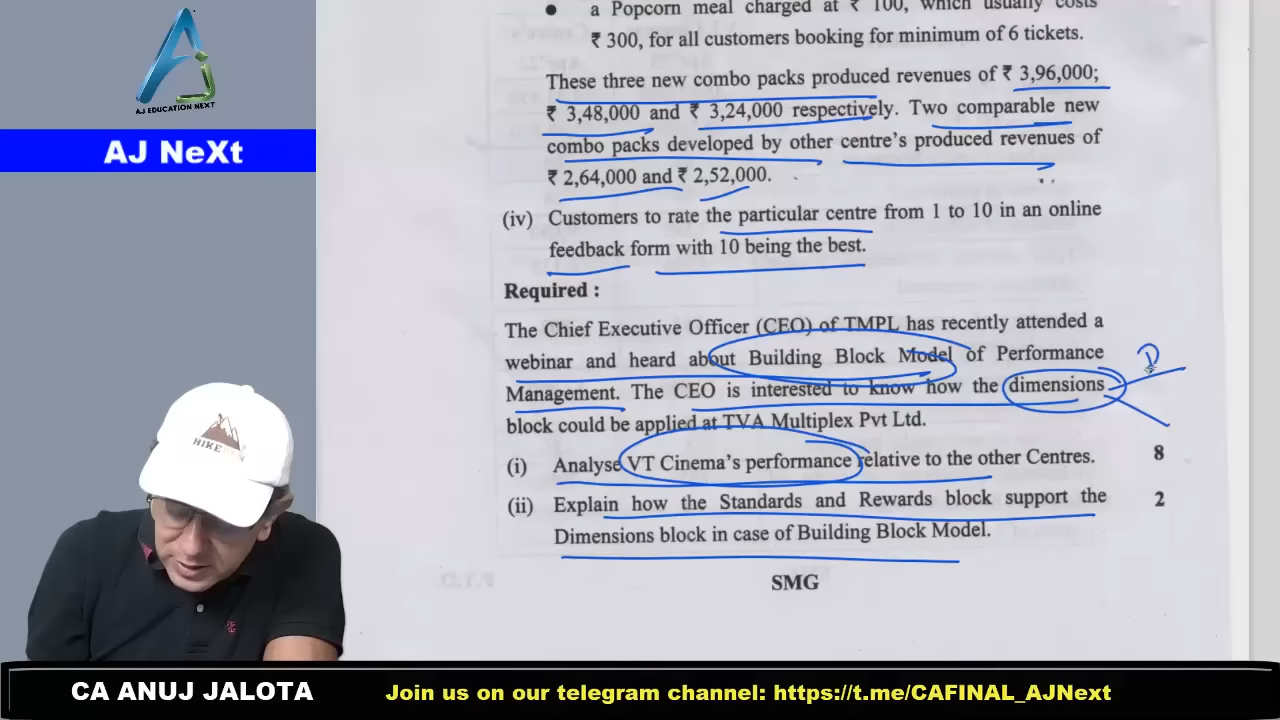 AJ EDUCATION NEXT
AJ NeXt
HIKE
• a Popcorn meal charged at ₹ 100, which usually costs
₹ 300, for all customers booking for minimum of 6 tickets.
These three new combo packs produced revenues of ₹ 3,96,000;
₹ 3,48,000 and ₹ 3,24,000 respectively. Two comparable new
combo packs developed by other centre's produced revenues of
₹ 2,64,000 and ₹ 2,52,000.
(iv) Customers to rate the particular centre from 1 to 10 in an online
feedback form with 10 being the best.
Required :
The Chief Executive Officer (CEO) of TMPL has recently attended a
webinar and heard about Building Block Model of Performance
Management. The CEO is interested to know how the dimensions
block could be applied at TVA Multiplex Pvt Ltd.
(i) Analyse VT Cinema's performance relative to the other Centres. 8
(ii) Explain how the Standards and Rewards block support the 2
Dimensions block in case of Building Block Model.
SMG
P.T.O.
CA ANUJ JALOTA
Join us on our telegram channel: https://t.me/CAFINAL_AJNext